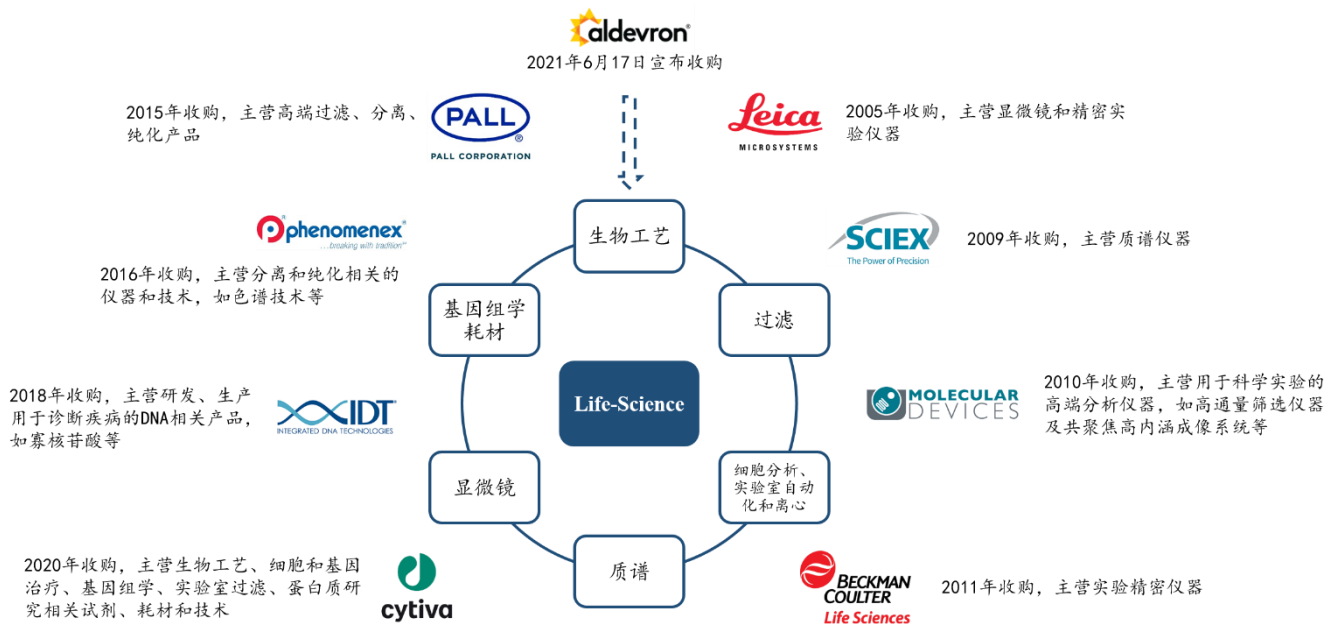 aldevron®
2021年6月17日宣布收购
2015年收购，主营高端过滤、分离、
纯化产品
PALL®
PALL CORPORATION
Leica
MICROSYSTEMS
2005年收购，主营显微镜和精密实
验仪器
phenomenex®
...breaking with tradition™
2016年收购，主营分离和纯化相关的
仪器和技术，如色谱技术等
生物工艺
SCIEX
The Power of Precision
2009年收购，主营质谱仪器
基因组学
耗材
过滤
2018年收购，主营研发、生产
用于诊断疾病的DNA相关产品，
如寡核苷酸等
IDT®
INTEGRATED DNA TECHNOLOGIES
Life-Science
MOLECULAR
DEVICES
2010年收购，主营用于科学实验的
高端分析仪器，如高通量筛选仪器
及共聚焦高内涵成像系统等
显微镜
细胞分析、
实验室自动
化和离心
质谱
2020年收购，主营生物工艺、细胞和基因
治疗、基因组学、实验室过滤、蛋白质研
究相关试剂、耗材和技术
cytiva
BECKMAN
COULTER
Life Sciences
2011年收购，主营实验精密仪器